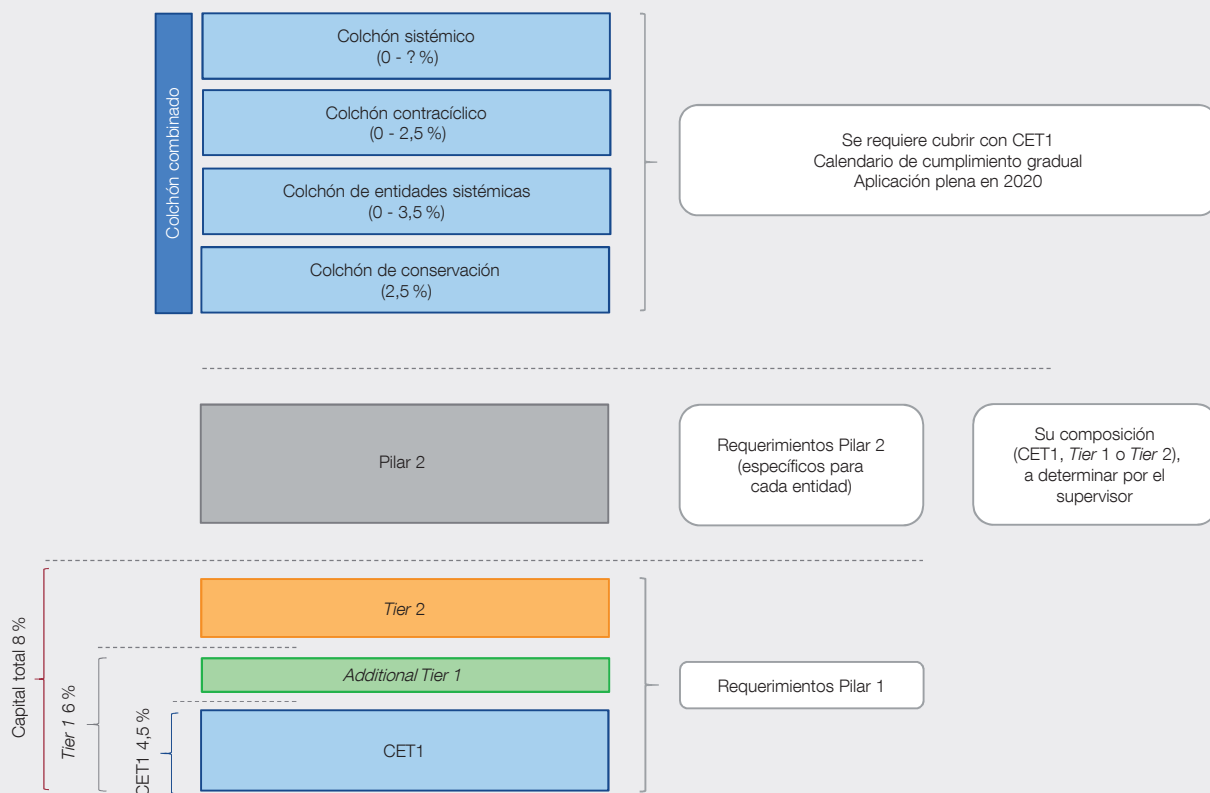 Colchón combinado
Colchón sistémico
(0 - ? %)
Colchón contracíclico
(0 - 2,5 %)
Colchón de entidades sistémicas
(0 - 3,5 %)
Colchón de conservación
(2,5 %)
Se requiere cubrir con CET1
Calendario de cumplimiento gradual
Aplicación plena en 2020
Pilar 2
Requerimientos Pilar 2
(específicos para
cada entidad)
Su composición
(CET1, Tier 1 o Tier 2),
a determinar por el
supervisor
Capital total 8 %
Tier 1 6 %
CET1 4,5 %
Tier 2
Additional Tier 1
CET1
Requerimientos Pilar 1